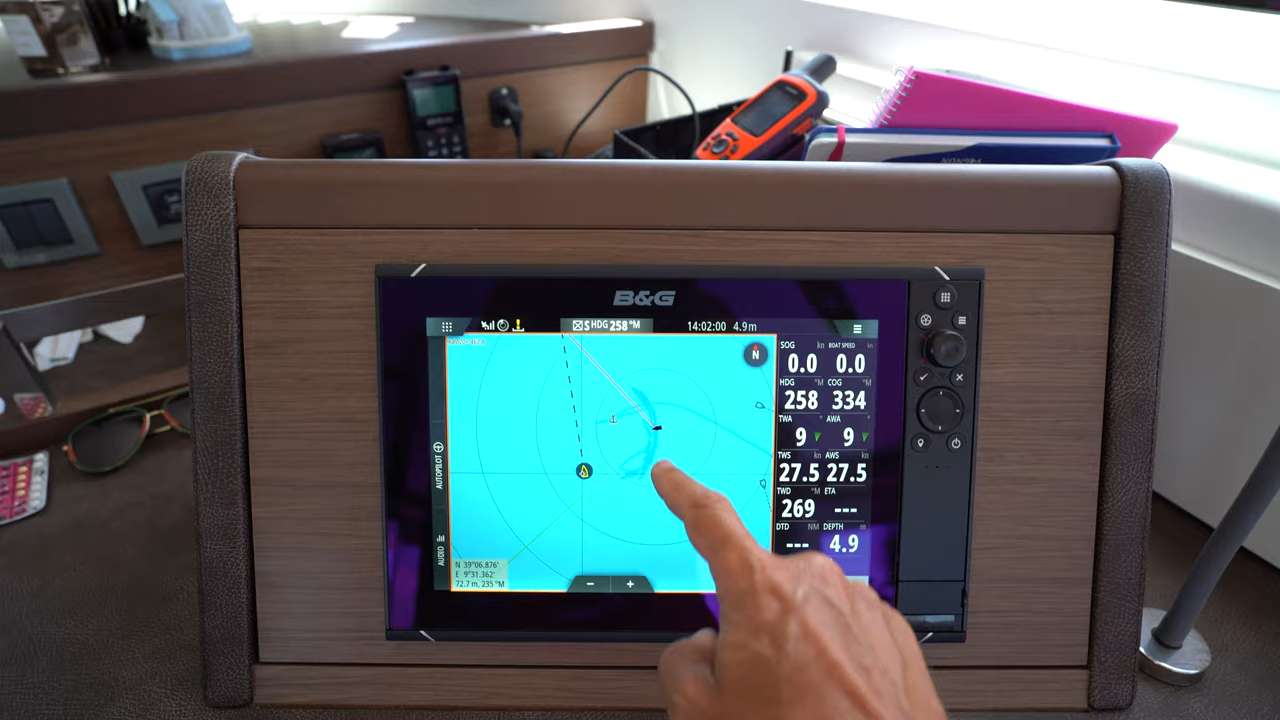 B&G
S HDG 258 °M
14:02:00 4.9m
N
SOG kn BOAT SPEED kn
0.0 0.0
HDG °M COG °M
258 334
TWA ° AWA °
9 9
TWS kn AWS kn
27.5 27.5
TWD °M ETA
269 ---
DTD NM DEPTH m
--- 4.9
AUTOPILOT
AUDIO
N 39°06.876'
E 9°31.362'
72.7 m, 235 °M
− +